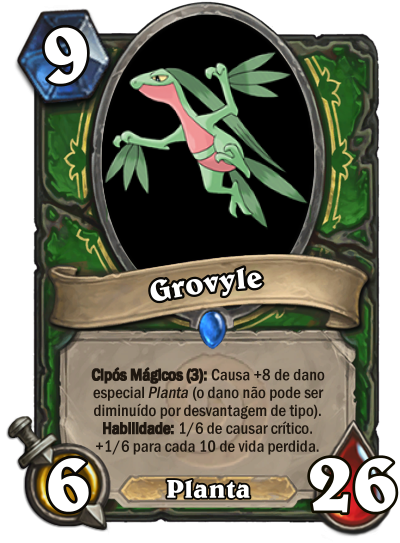 9
Grovyle
Cipós Mágicos (3): Causa +8 de dano
especial Planta (o dano não pode ser
diminuído por desvantagem de tipo).
Habilidade: 1/6 de causar crítico.
+1/6 para cada 10 de vida perdida.
6
Planta
26